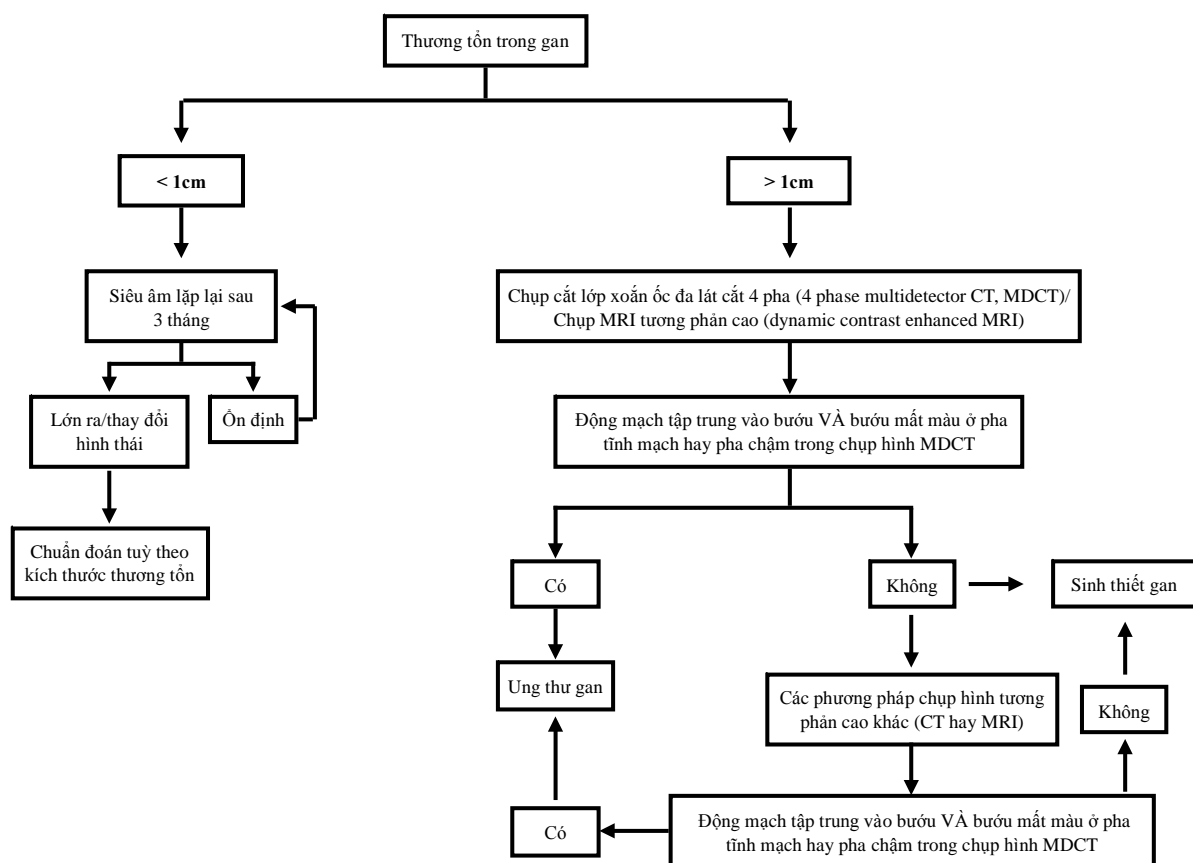 Thương tổn trong gan
< 1cm
> 1cm
Siêu âm lặp lại sau
3 tháng
Chụp cắt lớp xoắn ốc đa lát cắt 4 pha (4 phase multidetector CT, MDCT)/
Chụp MRI tương phản cao (dynamic contrast enhanced MRI)
Lớn ra/thay đổi
hình thái
Ổn định
Động mạch tập trung vào bướu VÀ bướu mất màu ở pha
tĩnh mạch hay pha chậm trong chụp hình MDCT
Chuẩn đoán tuỳ theo
kích thước thương tổn
Có
Không
Sinh thiết gan
Ung thư gan
Các phương pháp chụp hình tương
phản cao khác (CT hay MRI)
Không
Có
Động mạch tập trung vào bướu VÀ bướu mất màu ở pha
tĩnh mạch hay pha chậm trong chụp hình MDCT